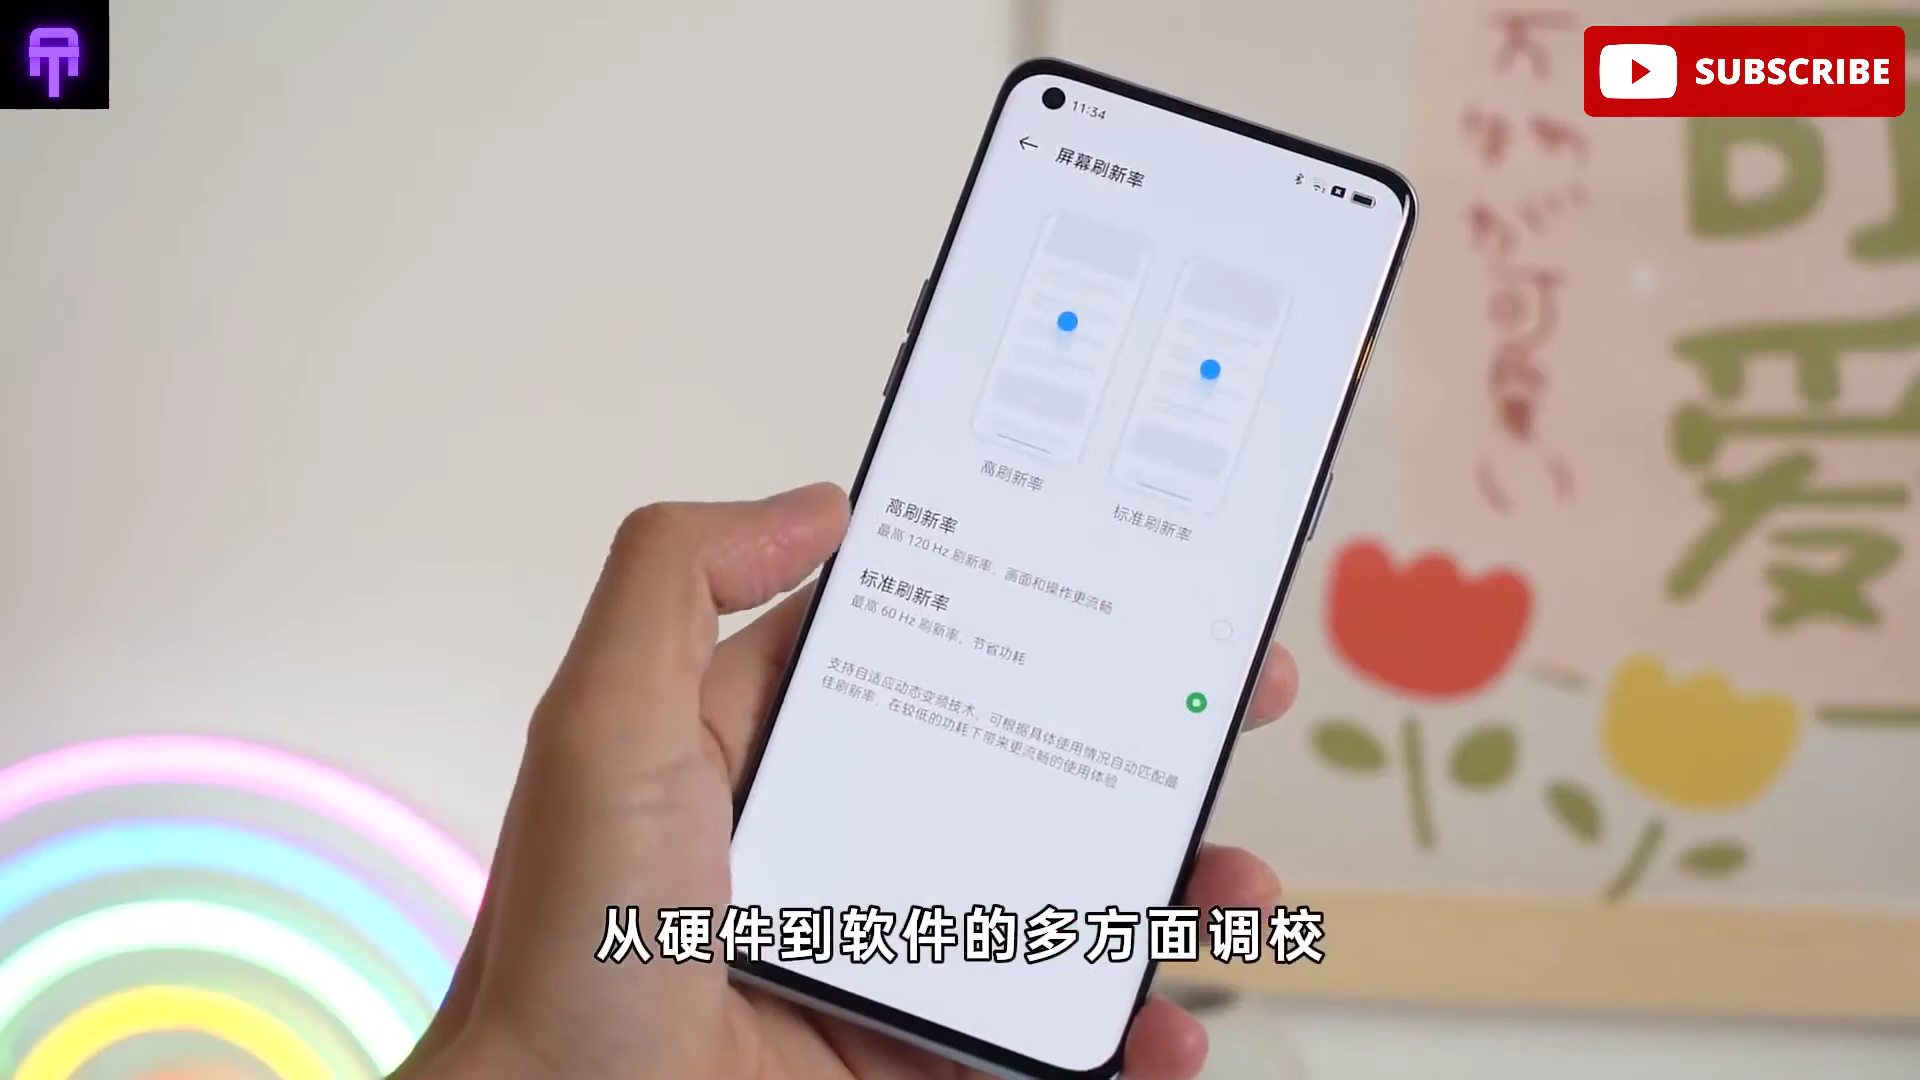 SUBSCRIBE
11:34
屏幕刷新率
高刷新率
标准刷新率
高刷新率
最高 120 Hz 刷新率，画面和操作更流畅
标准刷新率
最高 60 Hz 刷新率，节省功耗
支持自适应动态变频技术，可根据具体使用情况自动匹配最
佳刷新率，在较低的功耗下带来更流畅的使用体验
可
爱
从硬件到软件的多方面调校